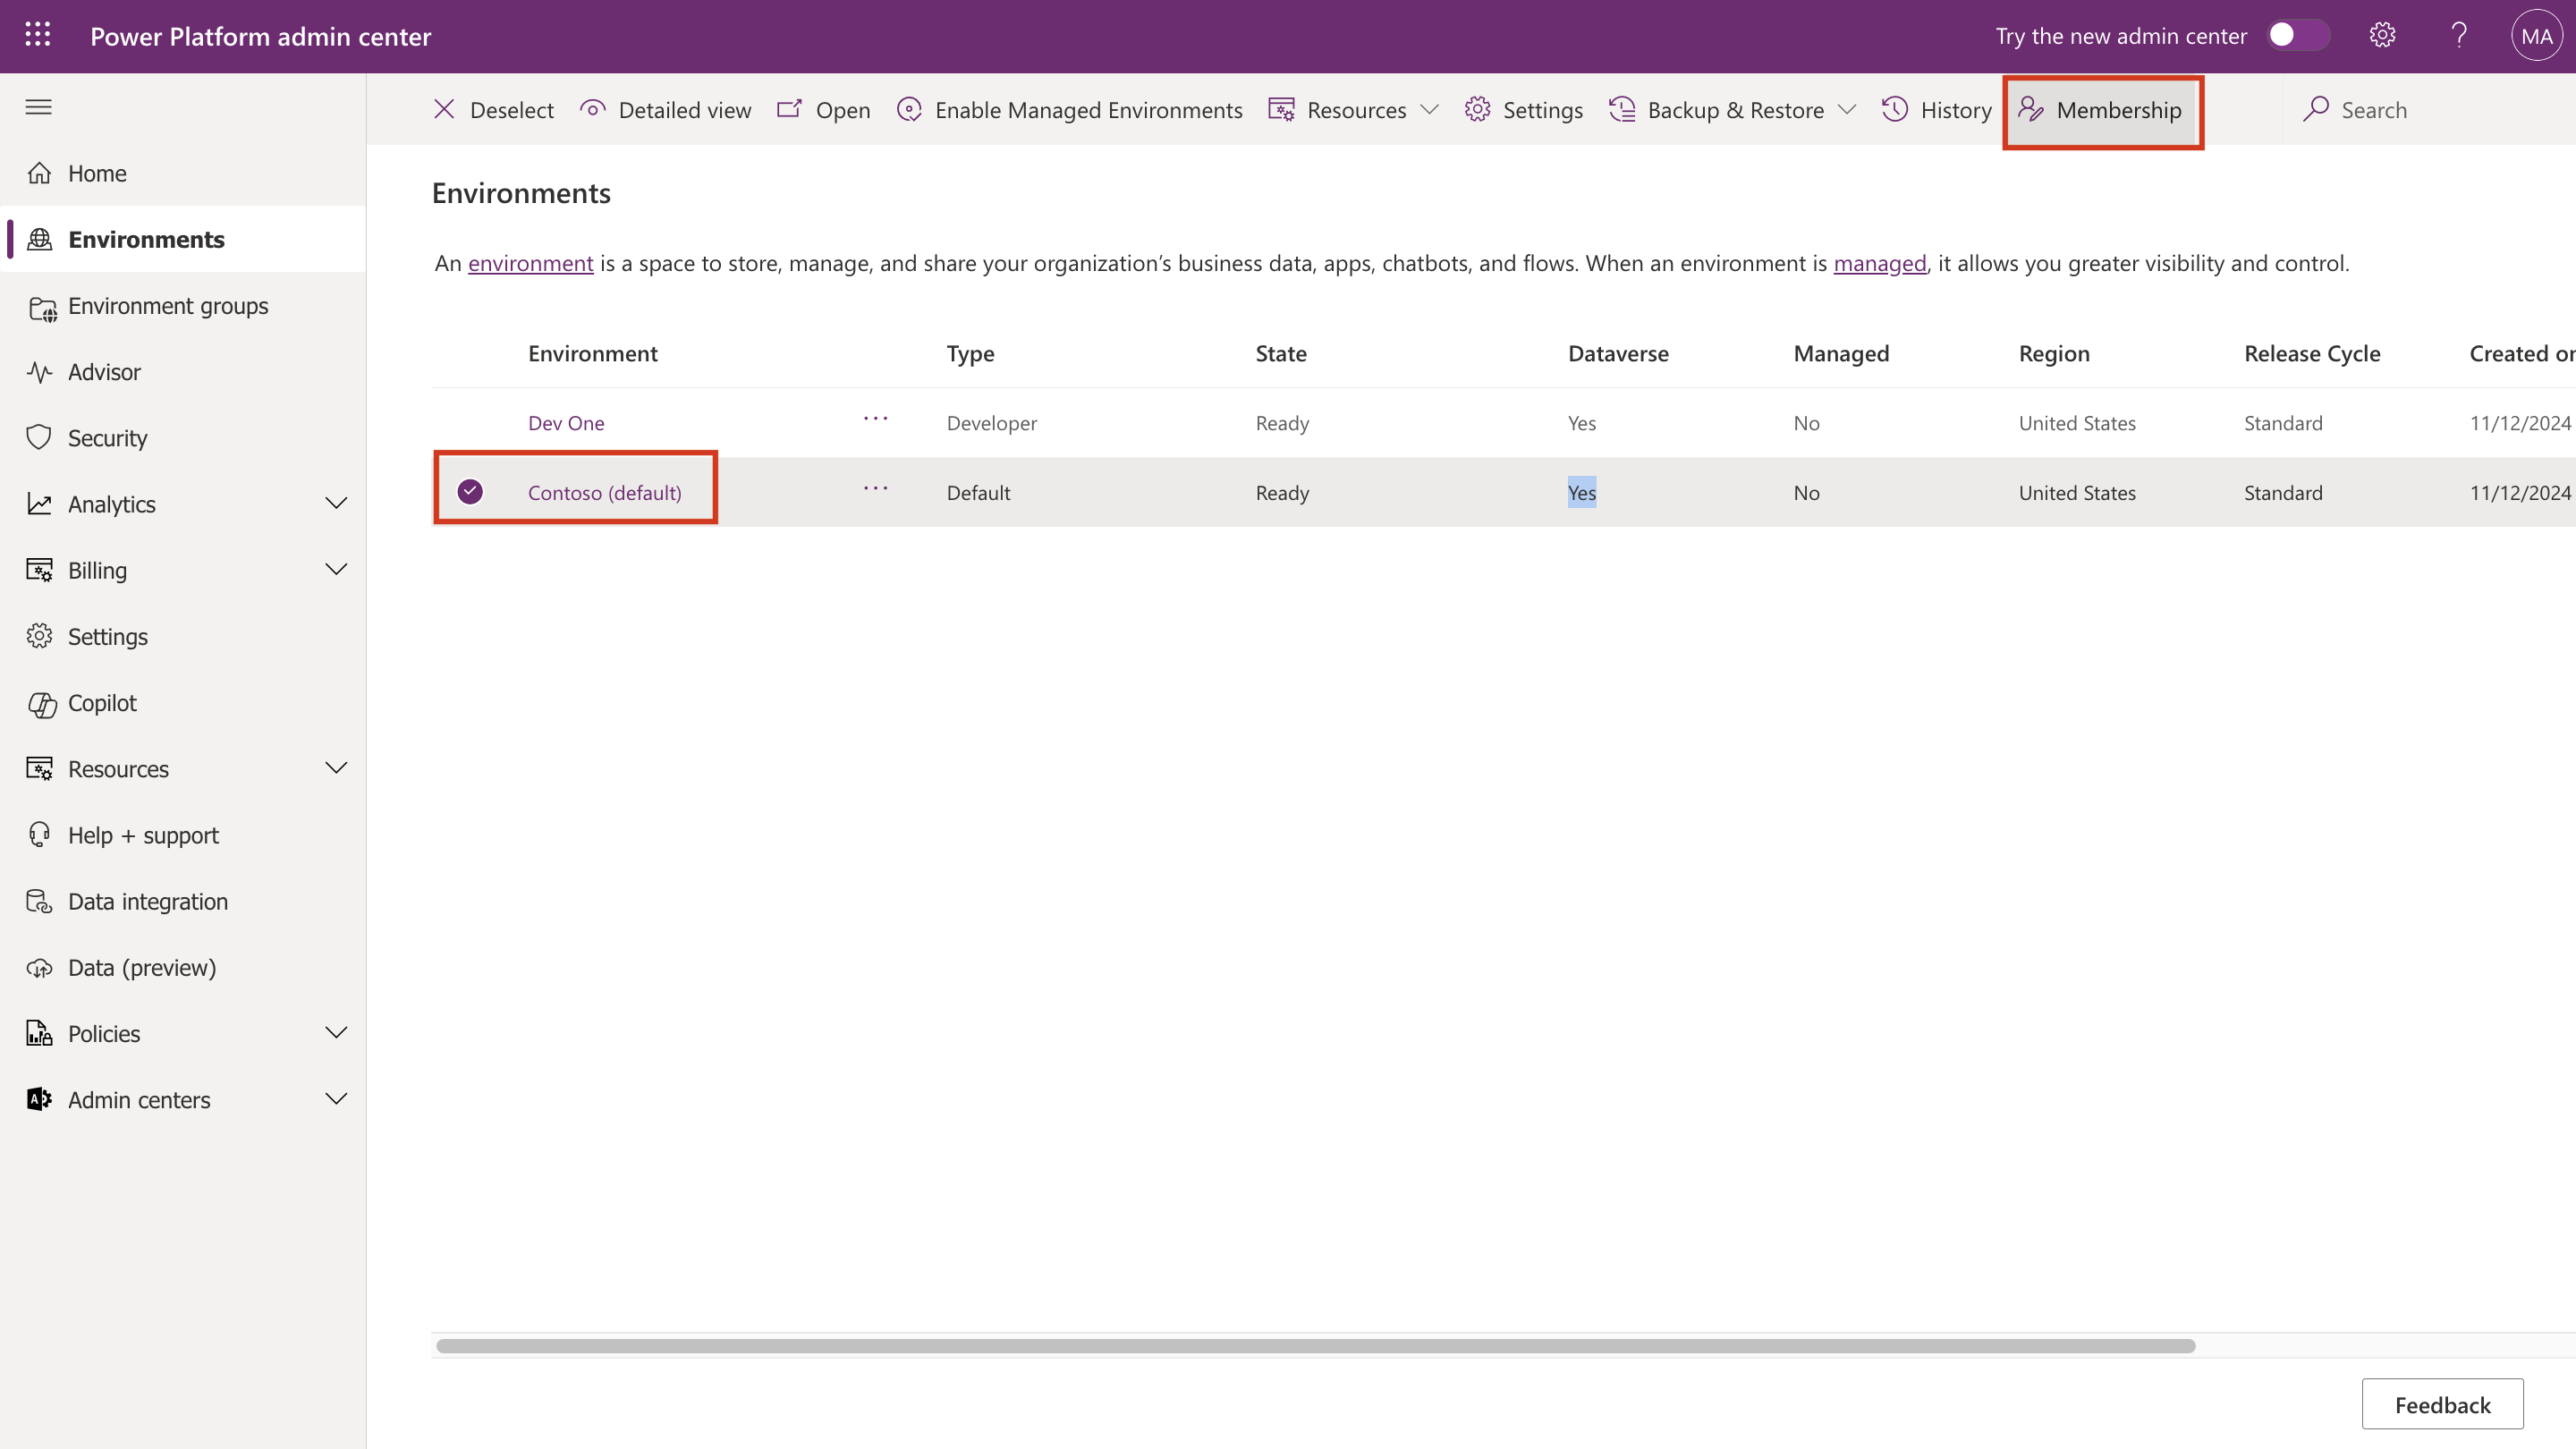 Power Platform admin center
Try the new admin center
MA
Deselect
Detailed view
Open
Enable Managed Environments
Resources
Settings
Backup & Restore
History
Membership
Search
Home
Environments
Environment groups
Advisor
Security
Analytics
Billing
Settings
Copilot
Resources
Help + support
Data integration
Data (preview)
Policies
Admin centers
Environments
An environment is a space to store, manage, and share your organization’s business data, apps, chatbots, and flows. When an environment is managed, it allows you greater visibility and control.
Environment Type State Dataverse Managed Region Release Cycle Created on
Dev One ··· Developer Ready Yes No United States Standard 11/12/2024
Contoso (default) ··· Default Ready Yes No United States Standard 11/12/2024
Feedback